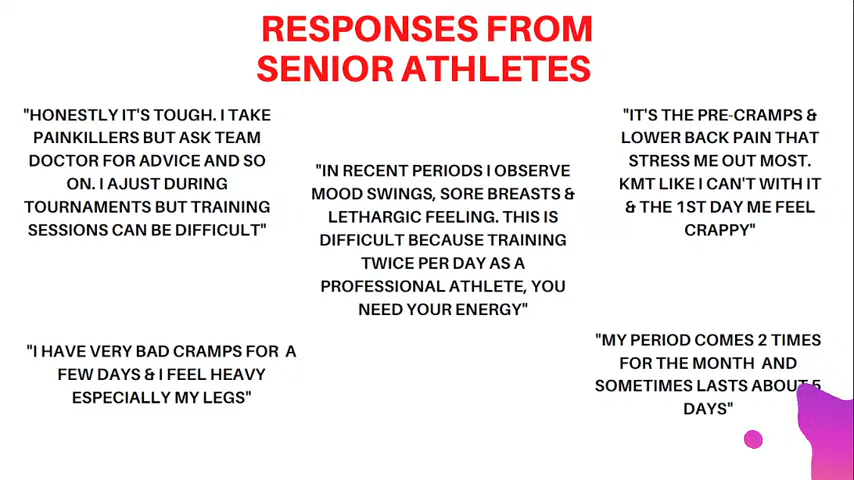 RESPONSES FROM
SENIOR ATHLETES
"HONESTLY IT'S TOUGH. I TAKE
PAINKILLERS BUT ASK TEAM
DOCTOR FOR ADVICE AND SO
ON. I AJUST DURING
TOURNAMENTS BUT TRAINING
SESSIONS CAN BE DIFFICULT"
"IN RECENT PERIODS I OBSERVE
MOOD SWINGS, SORE BREASTS &
LETHARGIC FEELING. THIS IS
DIFFICULT BECAUSE TRAINING
TWICE PER DAY AS A
PROFESSIONAL ATHLETE, YOU
NEED YOUR ENERGY"
"IT'S THE PRE-CRAMPS &
LOWER BACK PAIN THAT
STRESS ME OUT MOST.
KMT LIKE I CAN'T WITH IT
& THE 1ST DAY ME FEEL
CRAPPY"
"I HAVE VERY BAD CRAMPS FOR A
FEW DAYS & I FEEL HEAVY
ESPECIALLY MY LEGS"
"MY PERIOD COMES 2 TIMES
FOR THE MONTH AND
SOMETIMES LASTS ABOUT 5
DAYS"